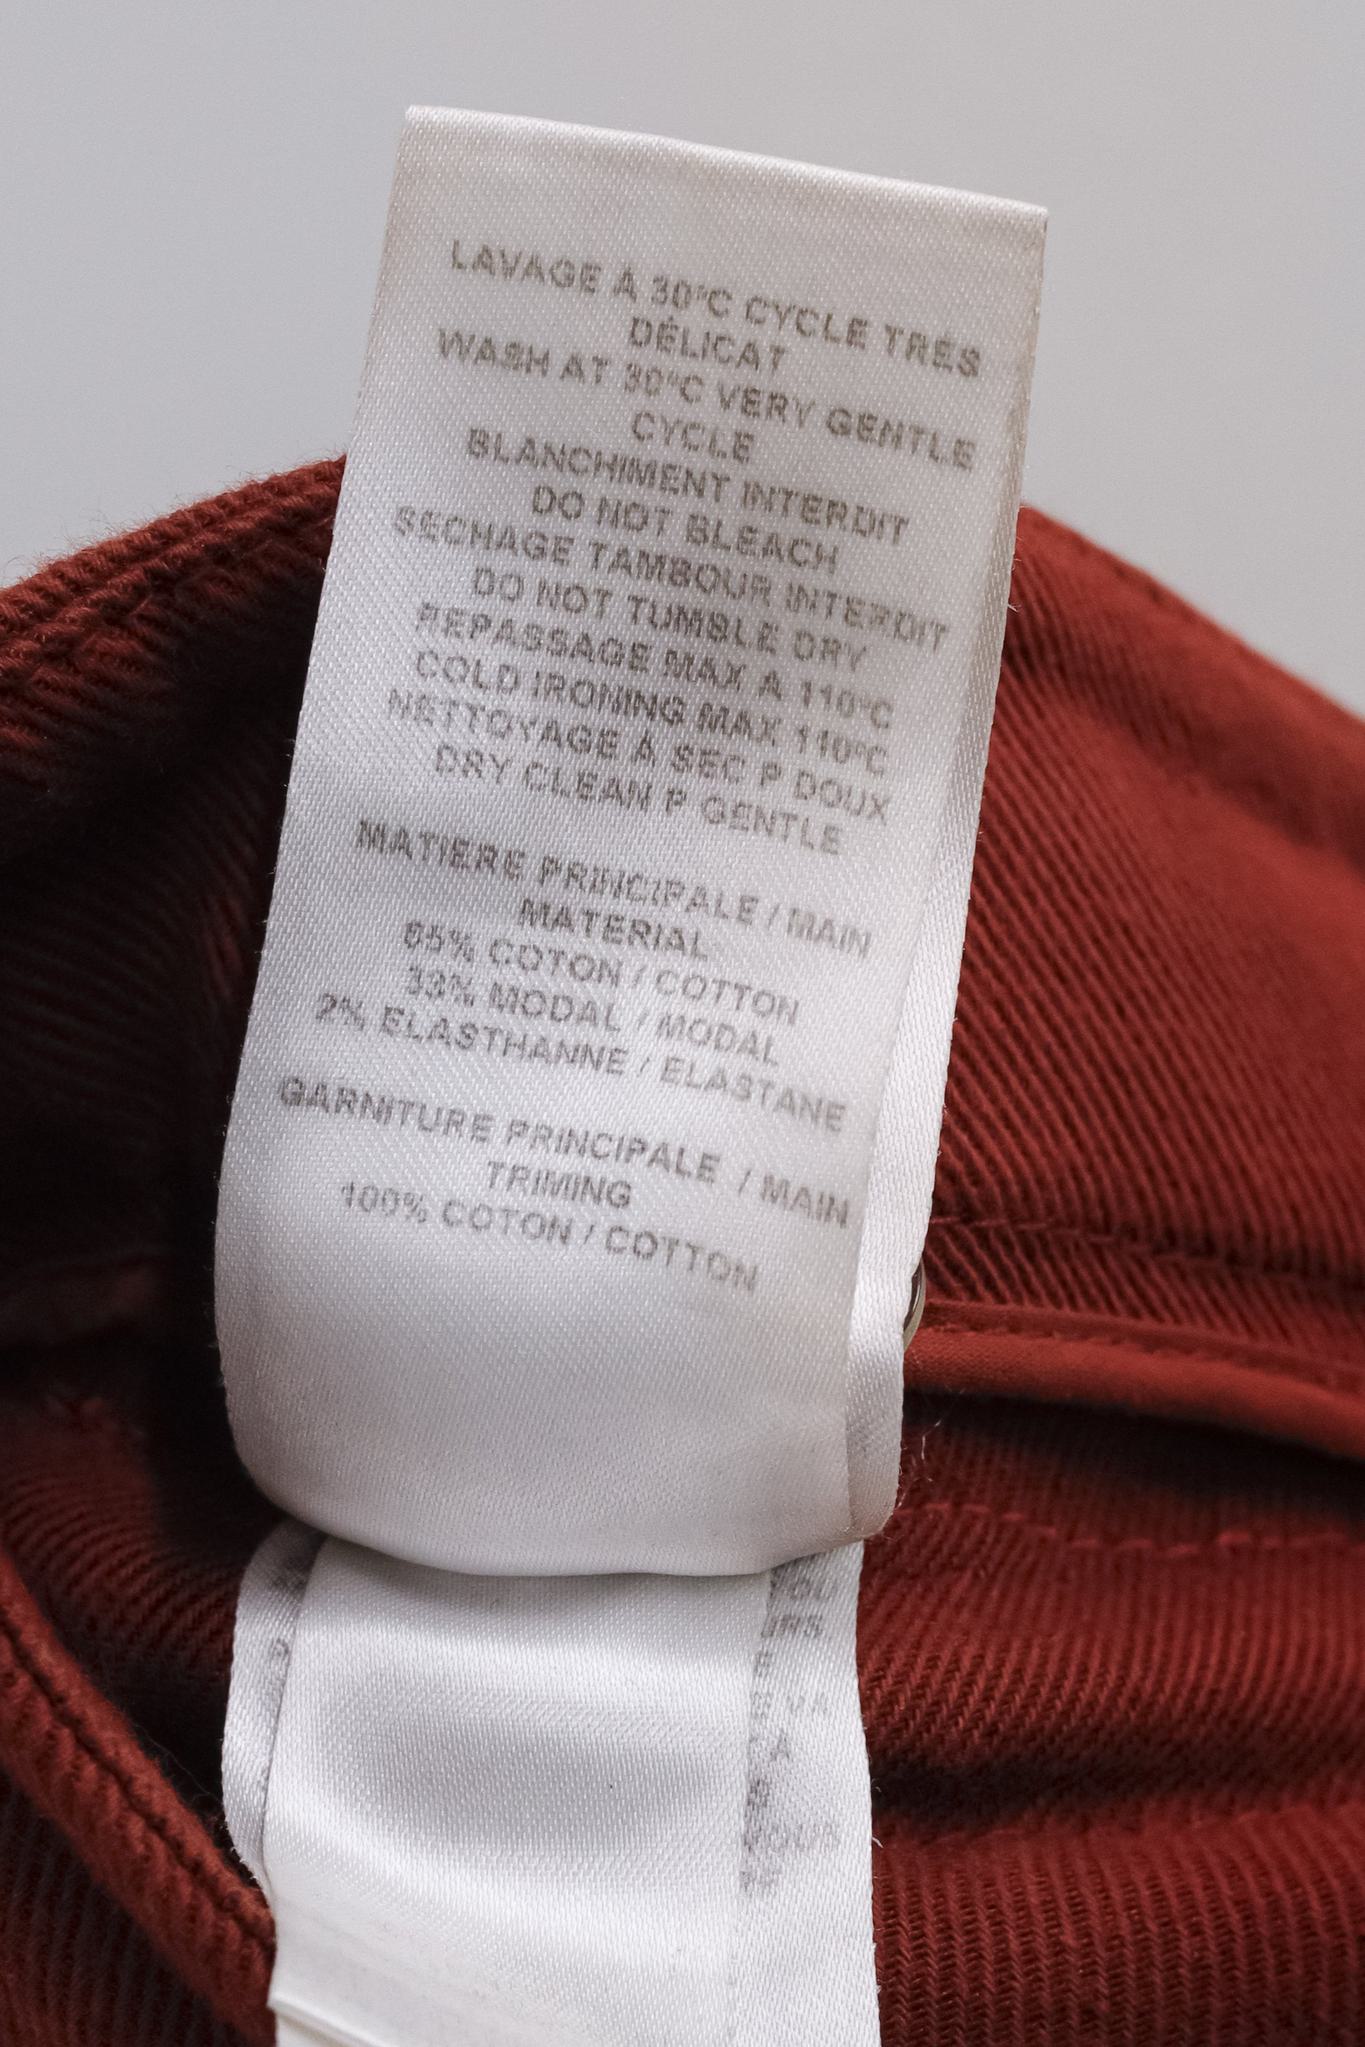 LAVAGE A 30°C CYCLE TRÉS
DÉLICAT
WASH AT 30°C VERY GENTLE
CYCLE
BLANCHIMENT INTERDIT
DO NOT BLEACH
SECHAGE TAMBOUR INTERDIT
DO NOT TUMBLE DRY
REPASSAGE MAX A 110°C
COLD IRONING MAX 110°C
NETTOYAGE À SEC P DOUX
DRY CLEAN P GENTLE
MATIERE PRINCIPALE / MAIN
MATERIAL
65% COTON / COTTON
33% MODAL / MODAL
2% ELASTHANNE / ELASTANE
GARNITURE PRINCIPALE / MAIN
TRIMING
100% COTON / COTTON